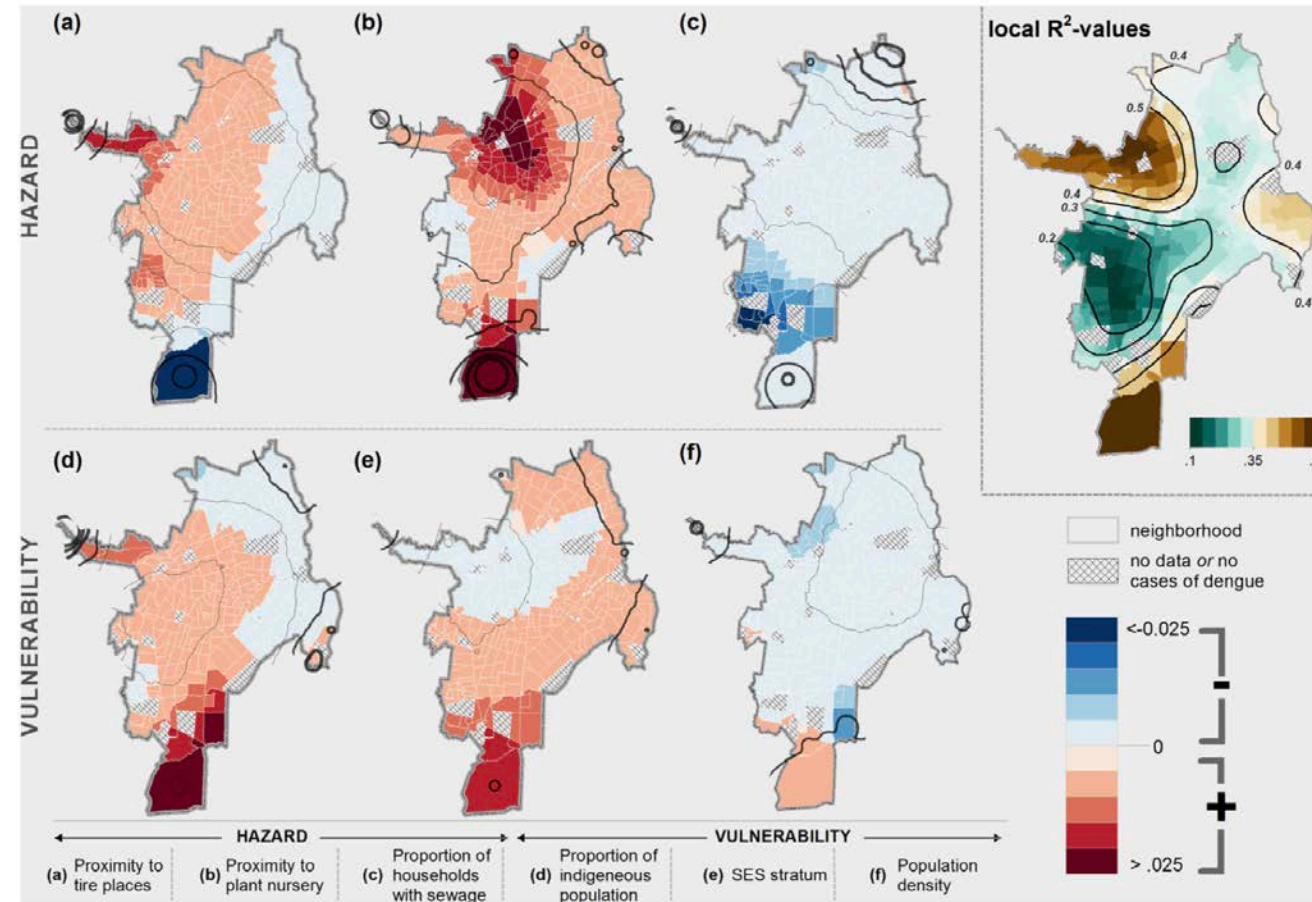 (a)
(b)
(c)
local R²-values
HAZARD
0.4
0.5
0.4
0.4
0.3
0.2
0.4
.1
.35
(d)
(e)
(f)
VULNERABILITY
neighborhood
no data or no
cases of dengue
<-0.025
-
0
+
> .025
HAZARD
VULNERABILITY
(a) Proximity to
tire places
(b) Proximity to
plant nursery
(c) Proportion of
households
with sewage
(d) Proportion of
indigeneous
population
(e) SES stratum
(f) Population
density